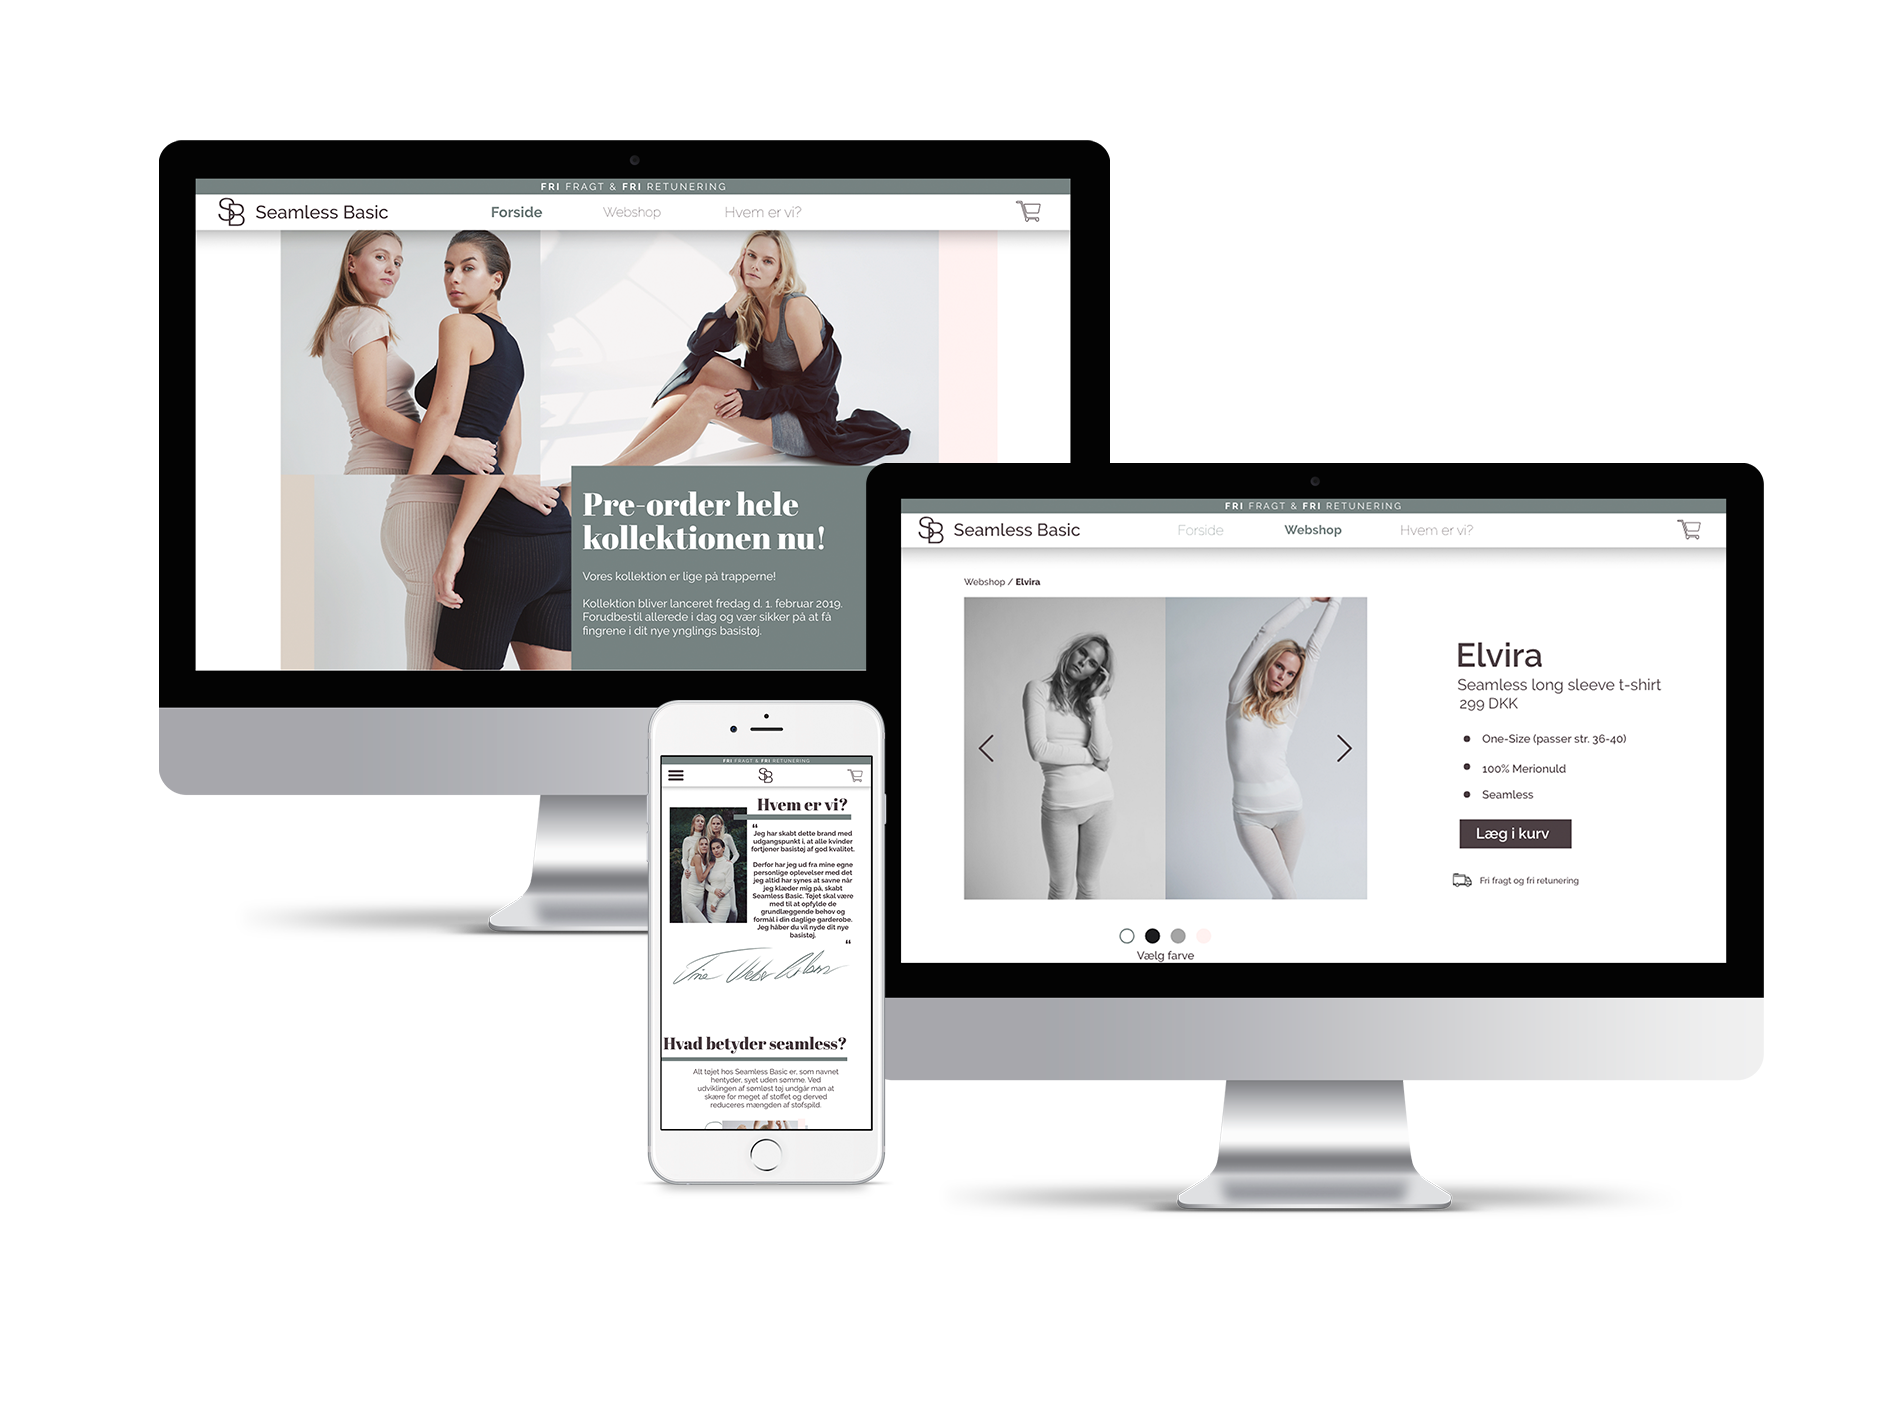 FRI FRAGT & FRI RETUNERING
SB Seamless Basic
Forside
Webshop
Hvem er vi?
Pre-order hele
kollektionen nu!
Vores kollektion er lige på trapperne!
Kollektion bliver lanceret fredag d. 1. februar 2019.
Forudbestil allerede i dag og vær sikker på at få
fingrene i dit nye ynglings basistøj.
FRI FRAGT & FRI RETUNERING
SB Seamless Basic
Forside
Webshop
Hvem er vi?
Webshop / Elvira
Elvira
Seamless long sleeve t-shirt
299 DKK
One-Size (passer str. 36-40)
100% Merionuld
Seamless
Læg i kurv
Fri fragt og fri retunering
Vælg farve
FRI FRAGT & FRI RETUNERING
SB
Hvem er vi?
“
Jeg har skabt dette brand med
udgangspunkt i, at alle kvinder
fortjener basistøj af god kvalitet.
Derfor har jeg ud fra mine egne
personlige oplevelser med det
jeg altid har synes at savne når
jeg klæder mig på, skabt
Seamless Basic. Tøjet skal være
med til at opfylde de
grundlæggende behov og
formål i din daglige garderobe.
Jeg håber du vil nyde dit nye
basistøj.
“
Hvad betyder seamless?
Alt tøjet hos Seamless Basic er, som navnet
hentyder, syet uden sømme. Ved
udviklingen af sømløst tøj undgår man at
skære for meget af stoffet og derved
reduceres mængden af stofspild.